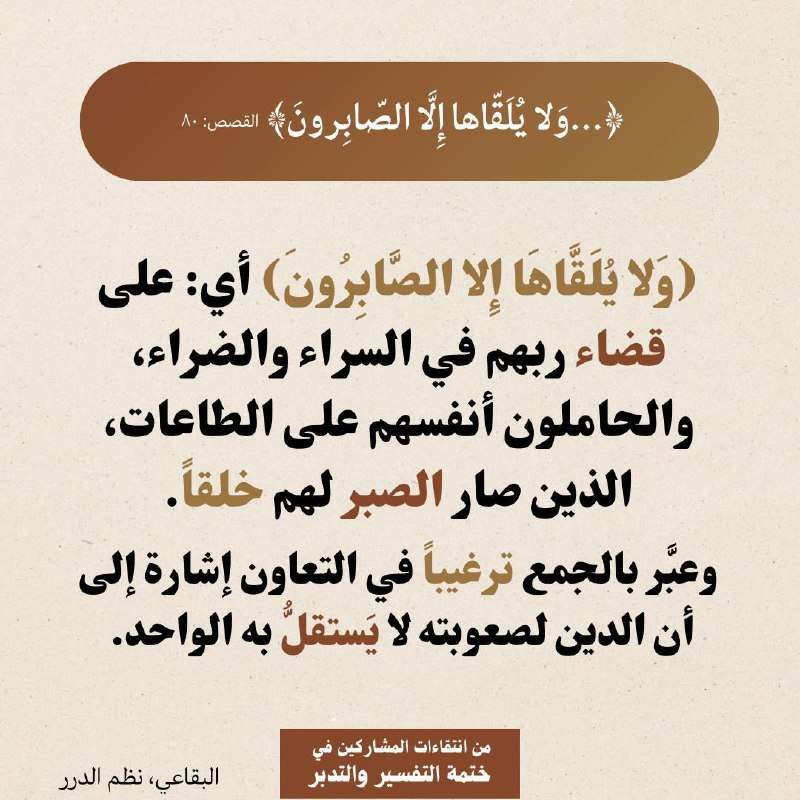 ﴿...وَلا يُلَقّاها إِلَّا الصّابِرونَ﴾ القصص: ٨٠
(وَلا يُلَقَّاهَا إِلا الصَّابِرُونَ) أي: على
قضاء ربهم في السراء والضراء،
والحاملون أنفسهم على الطاعات،
الذين صار الصبر لهم خلقاً.
وعبَّر بالجمع ترغيباً في التعاون إشارة إلى
أن الدين لصعوبته لا يَستقلُّ به الواحد.
من انتقاءات المشاركين في
ختمة التفسير والتدبر
البقاعي، نظم الدرر